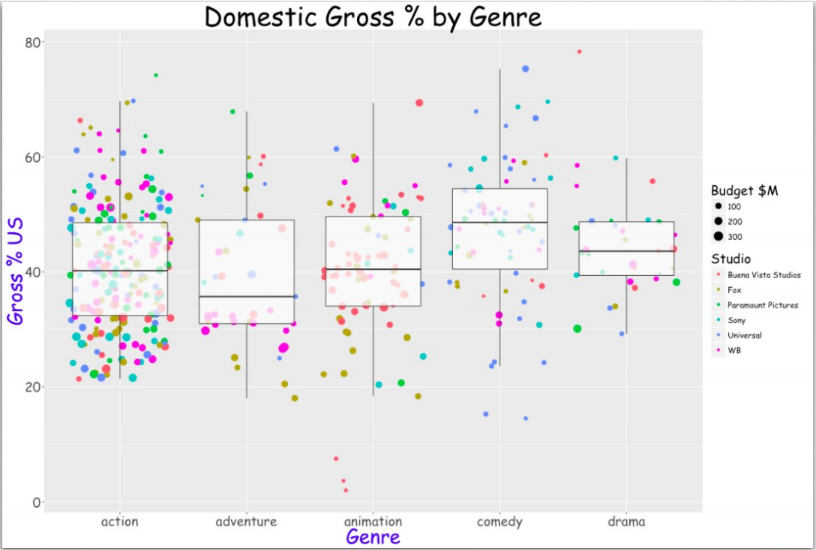 Domestic Gross % by Genre
80
60
40
20
0
Gross % US
action adventure animation comedy drama
Genre
Budget $M
100
200
300
Studio
Buena Vista Studios
Fox
Paramount Pictures
Sony
Universal
WB